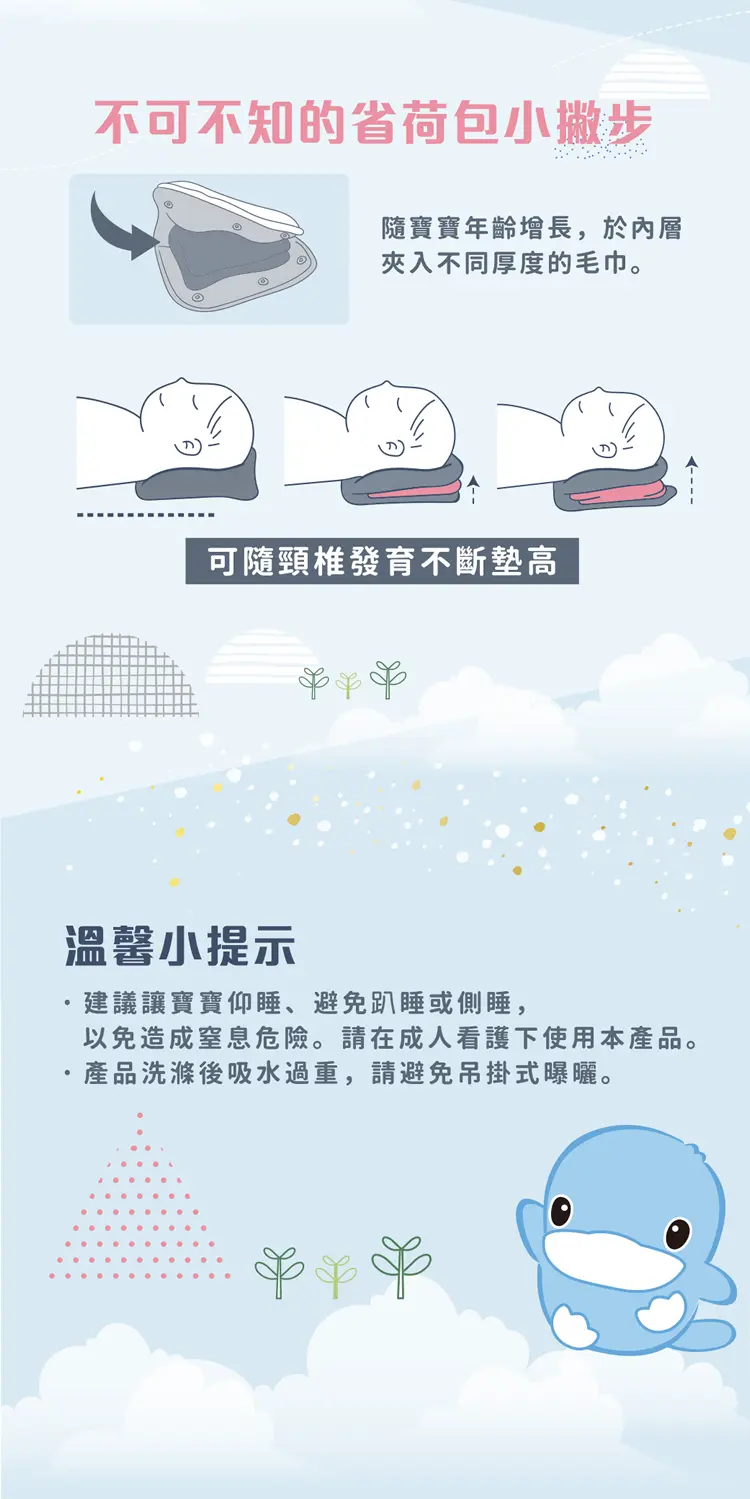 不可不知的省荷包小撇步
隨寶寶年齡增長，於內層
夾入不同厚度的毛巾。
可隨頸椎發育不斷墊高
溫馨小提示
・建議讓寶寶仰睡、避免趴睡或側睡，
以免造成窒息危險。請在成人看護下使用本產品。
・產品洗滌後吸水過重，請避免吊掛式曝曬。